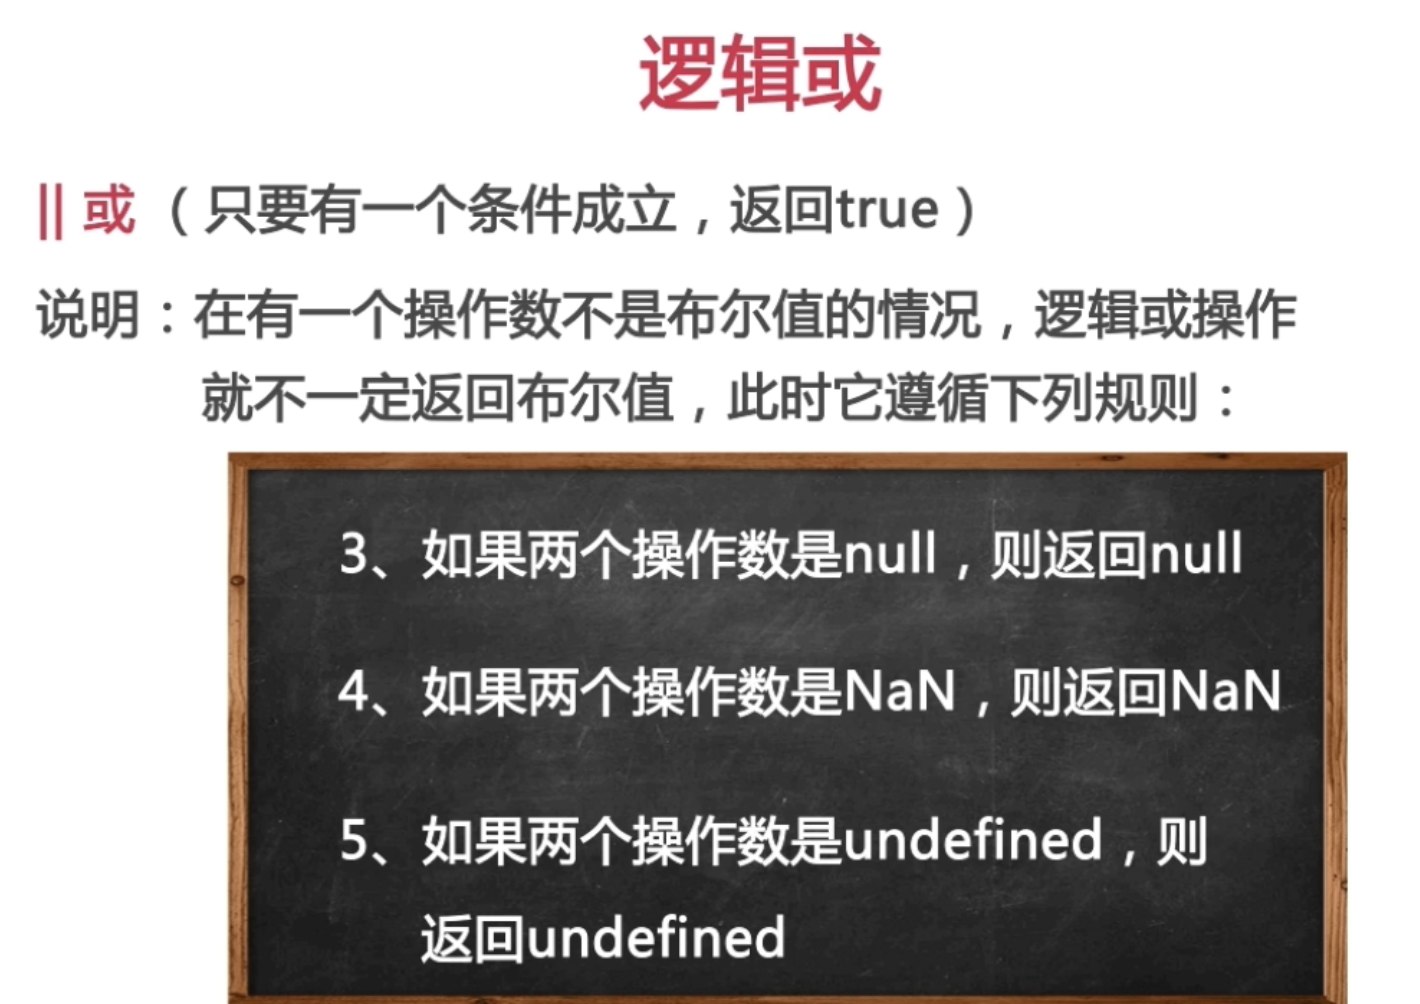 逻辑或
|| 或（只要有一个条件成立，返回true）
说明：在有一个操作数不是布尔值的情况，逻辑或操作
就不一定返回布尔值，此时它遵循下列规则：
3、如果两个操作数是null，则返回null
4、如果两个操作数是NaN，则返回NaN
5、如果两个操作数是undefined，则
返回undefined